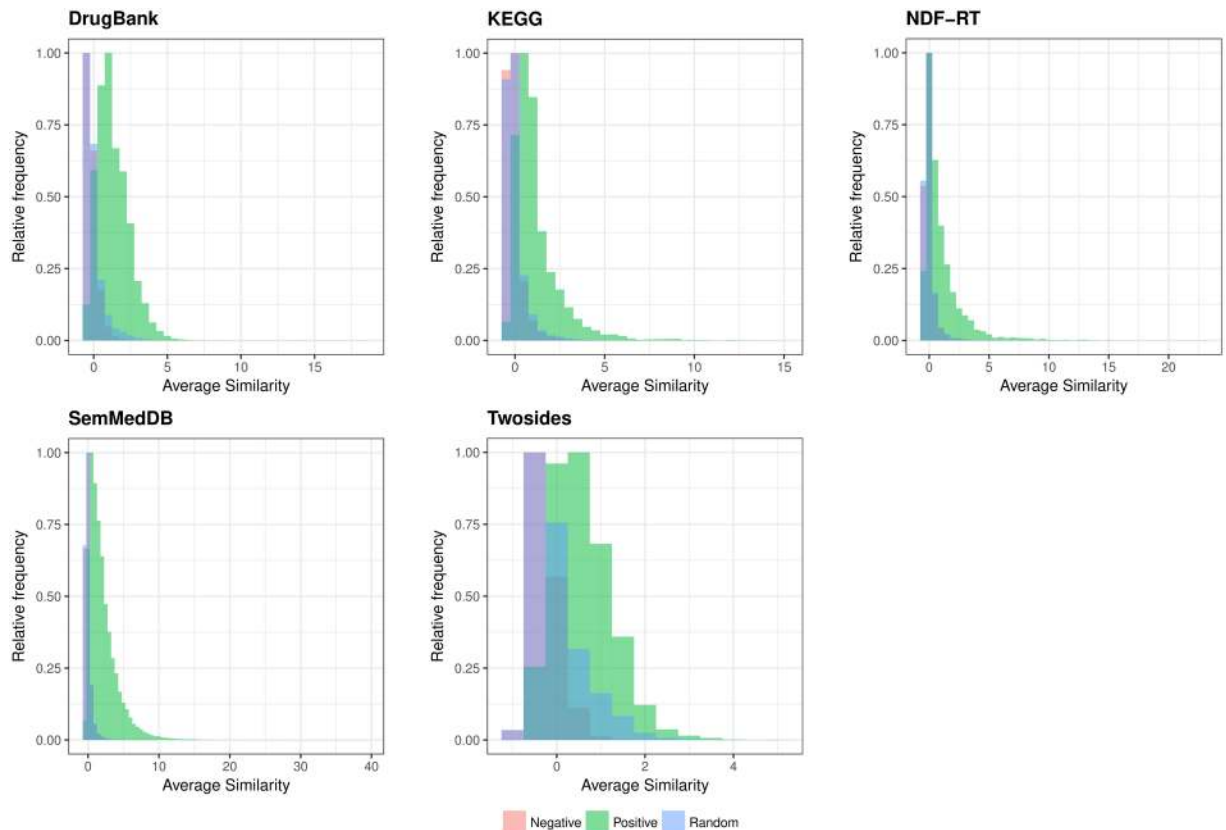 DrugBank
1.00
0.75
0.50
0.25
0.00
Relative frequency
0 5 10 15
Average Similarity
KEGG
1.00
0.75
0.50
0.25
0.00
Relative frequency
0 5 10 15
Average Similarity
NDF-RT
1.00
0.75
0.50
0.25
0.00
Relative frequency
0 5 10 15 20
Average Similarity
SemMedDB
1.00
0.75
0.50
0.25
0.00
Relative frequency
0 10 20 30 40
Average Similarity
Twosides
1.00
0.75
0.50
0.25
0.00
Relative frequency
0 2 4
Average Similarity
Negative Positive Random